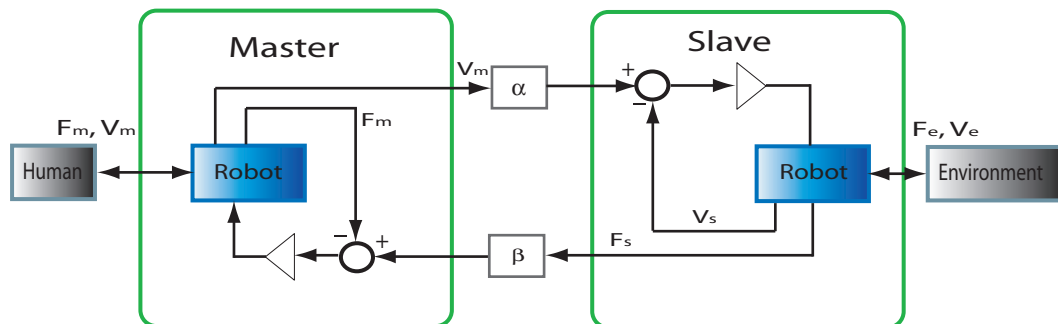 Master
Slave
Vm
α
+
−
Fm
Fm, Vm
Human
Robot
Robot
Fe, Ve
Environment
Vs
−
+
β
Fs